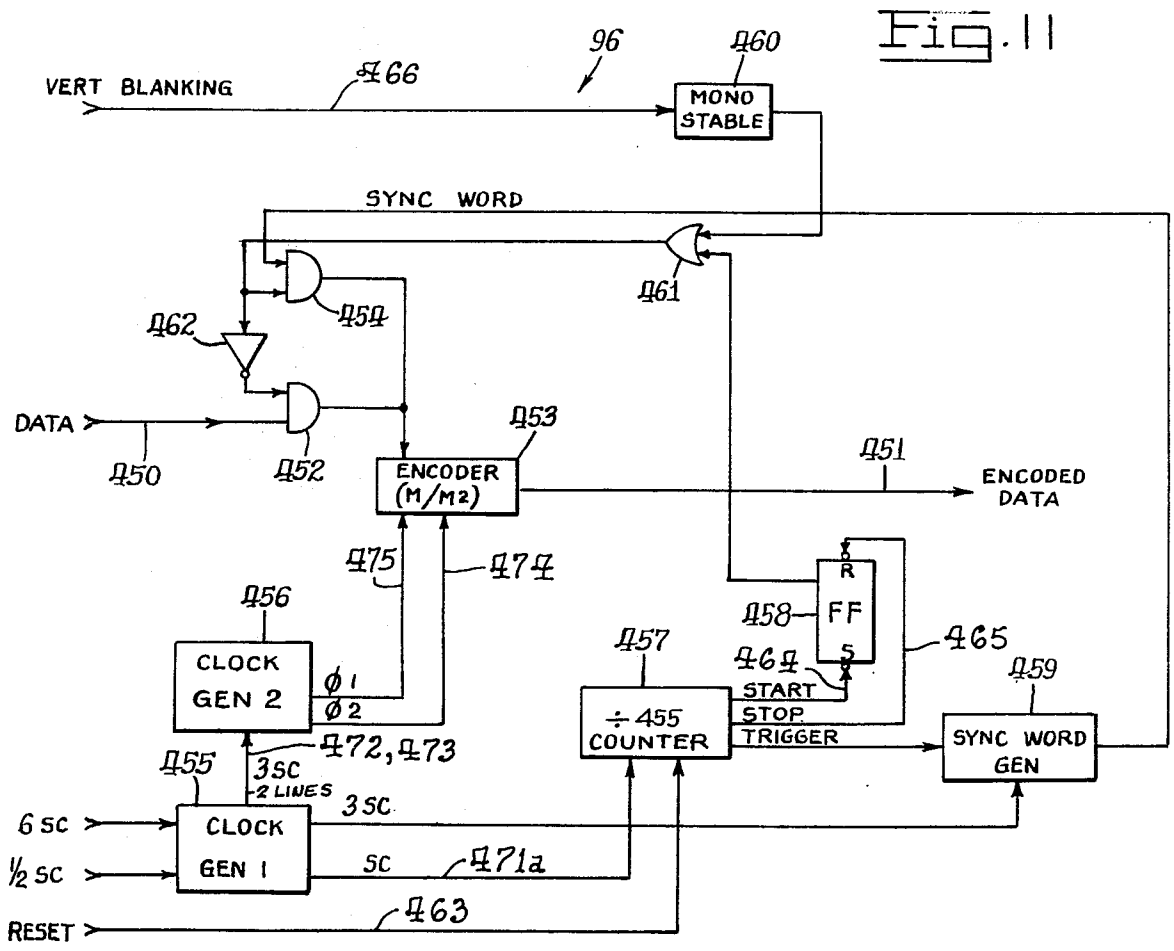 Fig. 11
96
460
VERT BLANKING
466
MONO
STABLE
SYNC WORD
461
454
462
DATA
450
452
453
ENCODER
(M/M2)
451
ENCODED
DATA
475
474
R
458
FF
S
465
456
CLOCK
GEN 2
φ1
φ2
457
464
START
STOP
TRIGGER
÷ 455
COUNTER
459
SYNC WORD
GEN
472, 473
455
3SC
2 LINES
6 SC
CLOCK
GEN 1
3 SC
½ SC
SC
471a
463
RESET